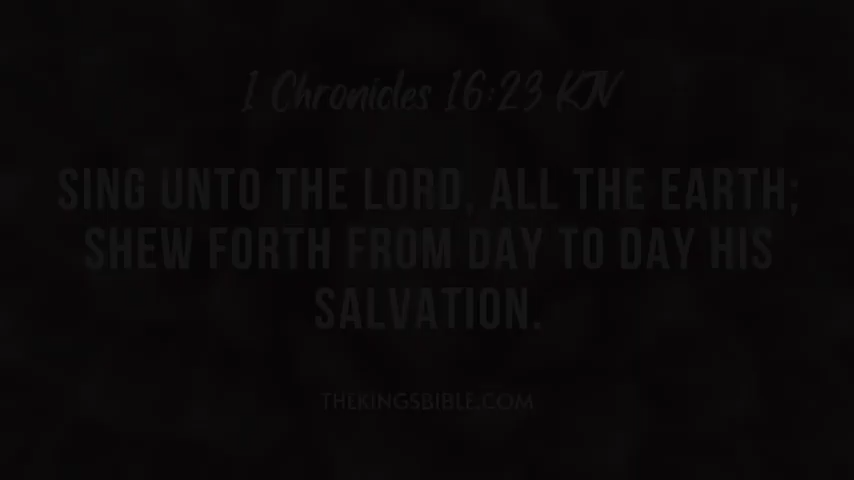 1 Chronicles 16:23 KJV
SING UNTO THE LORD, ALL THE EARTH;
SHEW FORTH FROM DAY TO DAY HIS
SALVATION.
THEKINGSBIBLE.COM